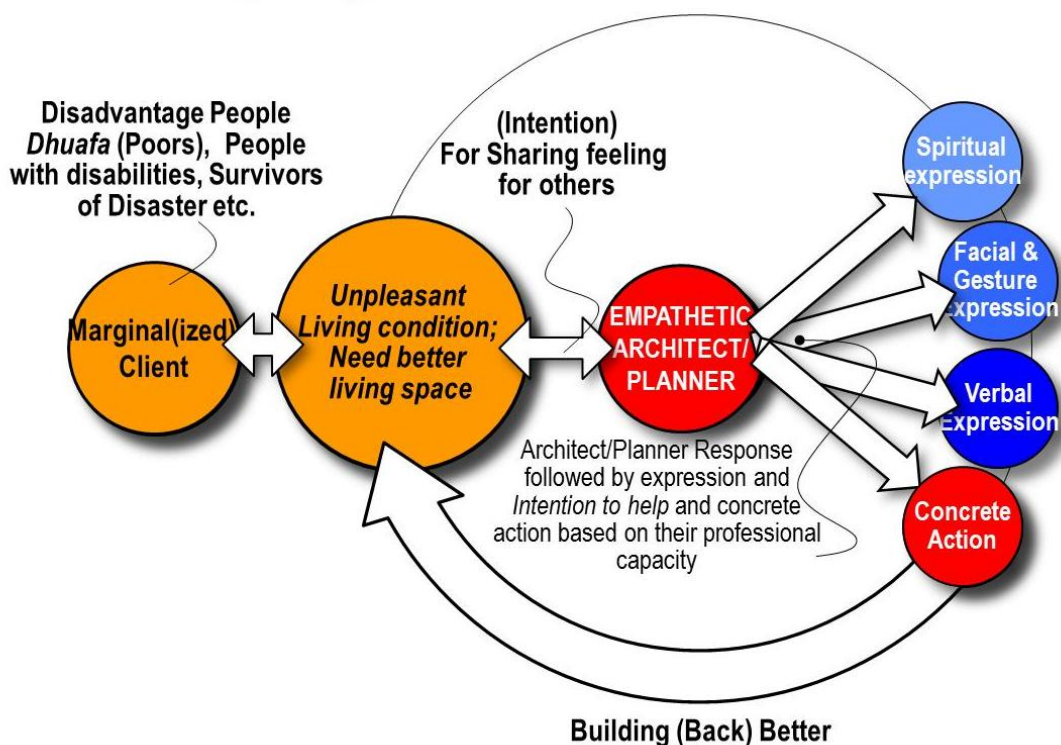 Disadvantage People
Dhuafa (Poors), People
with disabilities, Survivors
of Disaster etc.
(Intention)
For Sharing feeling
for others
Marginal(ized)
Client
Unpleasant
Living condition;
Need better
living space
EMPATHETIC
ARCHITECT/
PLANNER
Spiritual
expression
Facial &
Gesture
Expression
Verbal
Expression
Concrete
Action
Architect/Planner Response
followed by expression and
Intention to help and concrete
action based on their professional
capacity
Building (Back) Better